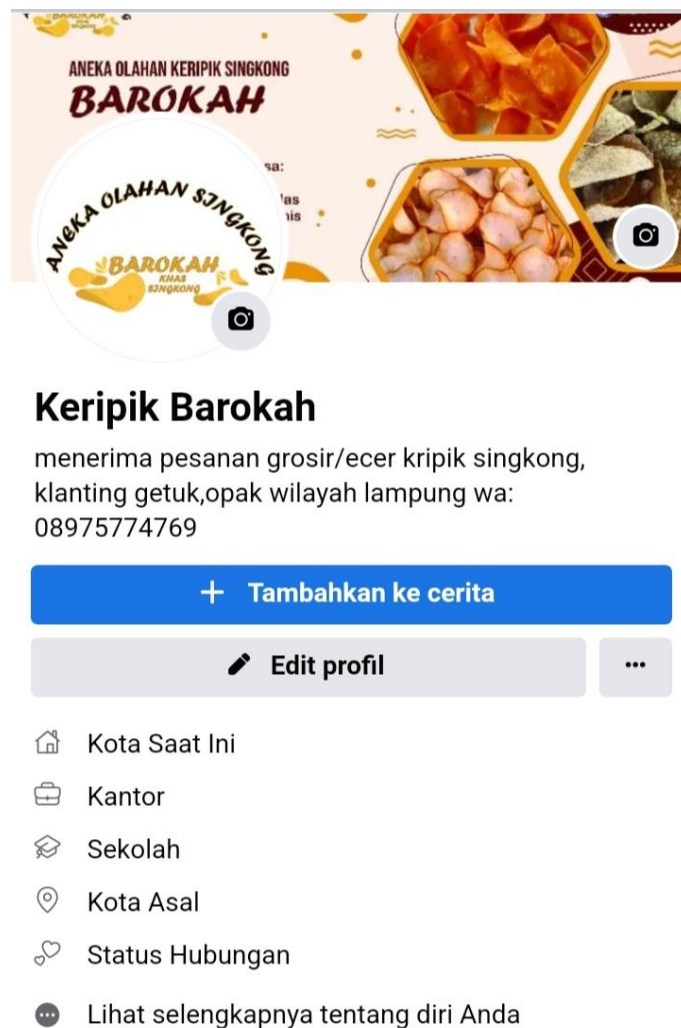 ANEKA OLAHAN KERIPIK SINGKONG
BAROKAH
sa:
las
nis
ANEKA OLAHAN SINGKONG
BAROKAH
KHAS
SINGKONG
Keripik Barokah
menerima pesanan grosir/ecer kripik singkong,
klanting getuk,opak wilayah lampung wa:
08975774769
+ Tambahkan ke cerita
Edit profil
Kota Saat Ini
Kantor
Sekolah
Kota Asal
Status Hubungan
Lihat selengkapnya tentang diri Anda